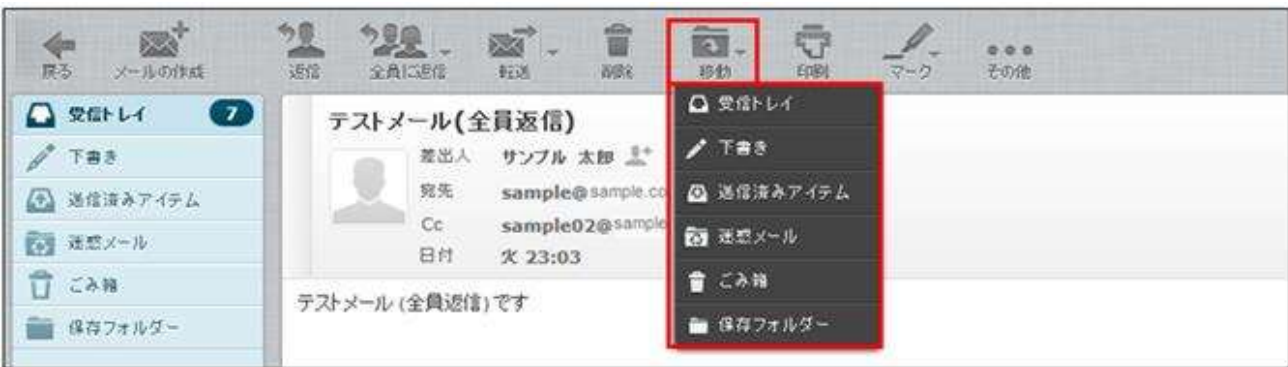 戻る メールの作成 返信 全員に返信 転送 削除 移動 印刷 マーク その他
受信トレイ 7
下書き
送信済みアイテム
迷惑メール
ごみ箱
保存フォルダー
テストメール(全員返信)
差出人 サンプル 太郎
宛先 sample@sample.co
Cc sample02@sample
日付 火 23:03
テストメール(全員返信)です
受信トレイ
下書き
送信済みアイテム
迷惑メール
ごみ箱
保存フォルダー